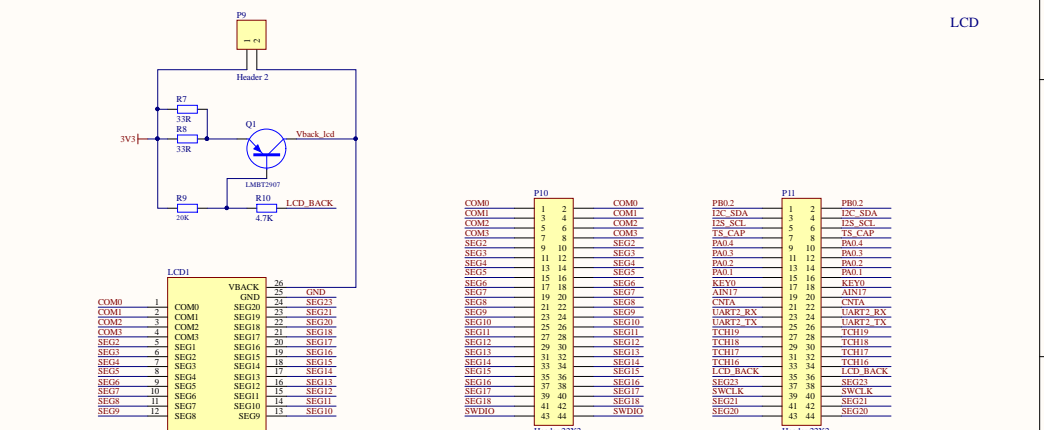 LCD
P9
1 2
Header 2
R7
33R
R8
33R
3V3
Q1
Vback_lcd
LMBT2907
R9
20K
R10
4.7K
LCD_BACK
LCD1
VBACK 26
GND 25 GND
SEG20 24 SEG23
COM0 1 COM0 SEG19 23 SEG21
COM1 2 COM1 SEG18 22 SEG20
COM2 3 COM2 SEG17 21 SEG18
COM3 4 COM3 SEG16 20 SEG17
SEG2 5 SEG1 SEG15 19 SEG16
SEG3 6 SEG2 SEG14 18 SEG15
SEG4 7 SEG3 SEG13 17 SEG14
SEG5 8 SEG4 SEG12 16 SEG13
SEG6 9 SEG5 SEG11 15 SEG12
SEG7 10 SEG6 SEG10 14 SEG11
SEG8 11 SEG7 SEG9 13 SEG10
SEG9 12 SEG8
P10
COM0 1 2 COM0
COM1 3 4 COM1
COM2 5 6 COM2
COM3 7 8 COM3
SEG2 9 10 SEG2
SEG3 11 12 SEG3
SEG4 13 14 SEG4
SEG5 15 16 SEG5
SEG6 17 18 SEG6
SEG7 19 20 SEG7
SEG8 21 22 SEG8
SEG9 23 24 SEG9
SEG10 25 26 SEG10
SEG11 27 28 SEG11
SEG12 29 30 SEG12
SEG13 31 32 SEG13
SEG14 33 34 SEG14
SEG15 35 36 SEG15
SEG16 37 38 SEG16
SEG17 39 40 SEG17
SEG18 41 42 SEG18
SWDIO 43 44 SWDIO
P11
PB0.2 1 2 PB0.2
I2C_SDA 3 4 I2C_SDA
I2S_SCL 5 6 I2S_SCL
TS_CAP 7 8 TS_CAP
PA0.4 9 10 PA0.4
PA0.3 11 12 PA0.3
PA0.2 13 14 PA0.2
PA0.1 15 16 PA0.1
KEY0 17 18 KEY0
AIN17 19 20 AIN17
CNTA 21 22 CNTA
UART2_RX 23 24 UART2_RX
UART2_TX 25 26 UART2_TX
TCH19 27 28 TCH19
TCH18 29 30 TCH18
TCH17 31 32 TCH17
TCH16 33 34 TCH16
LCD_BACK 35 36 LCD_BACK
SEG23 37 38 SEG23
SWCLK 39 40 SWCLK
SEG21 41 42 SEG21
SEG20 43 44 SEG20